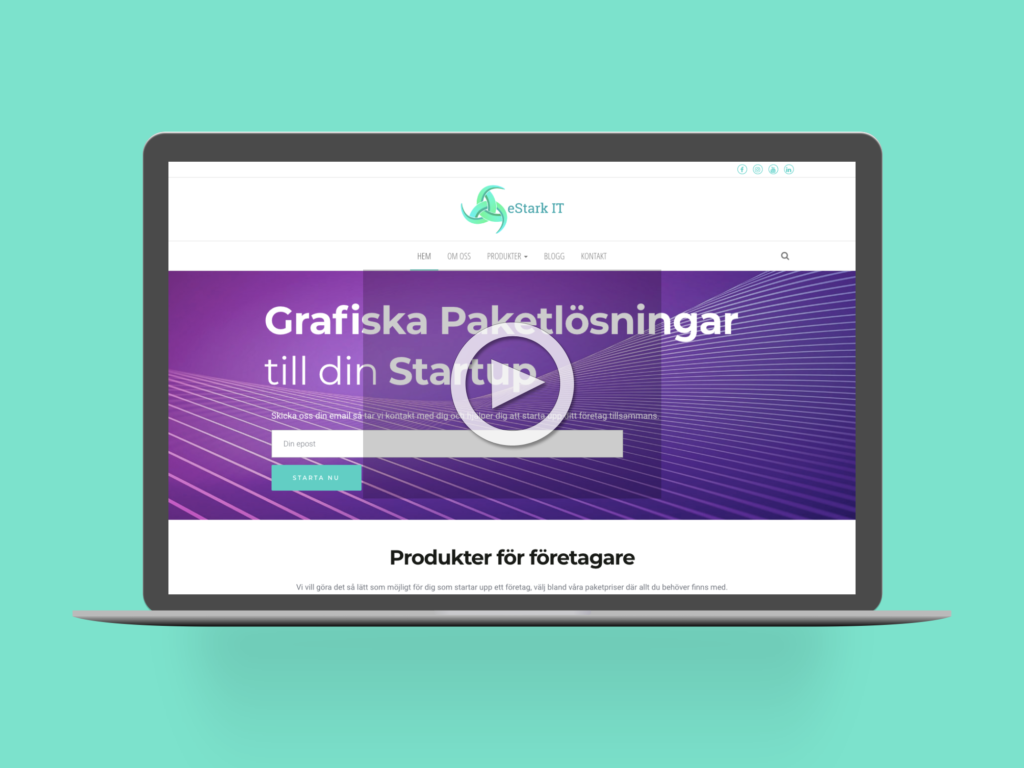 eStark IT
HEM OM OSS PRODUKTER BLOGG KONTAKT
Grafiska Paketlösningar
till din Startup
Skicka oss din email så tar vi kontakt med dig och hjälper dig att starta upp ditt företag tillsammans
Din epost
STARTA NU
Produkter för företagare
Vi vill göra det så lätt som möjligt för dig som startar upp ett företag, välj bland våra paketpriser där allt du behöver finns med.